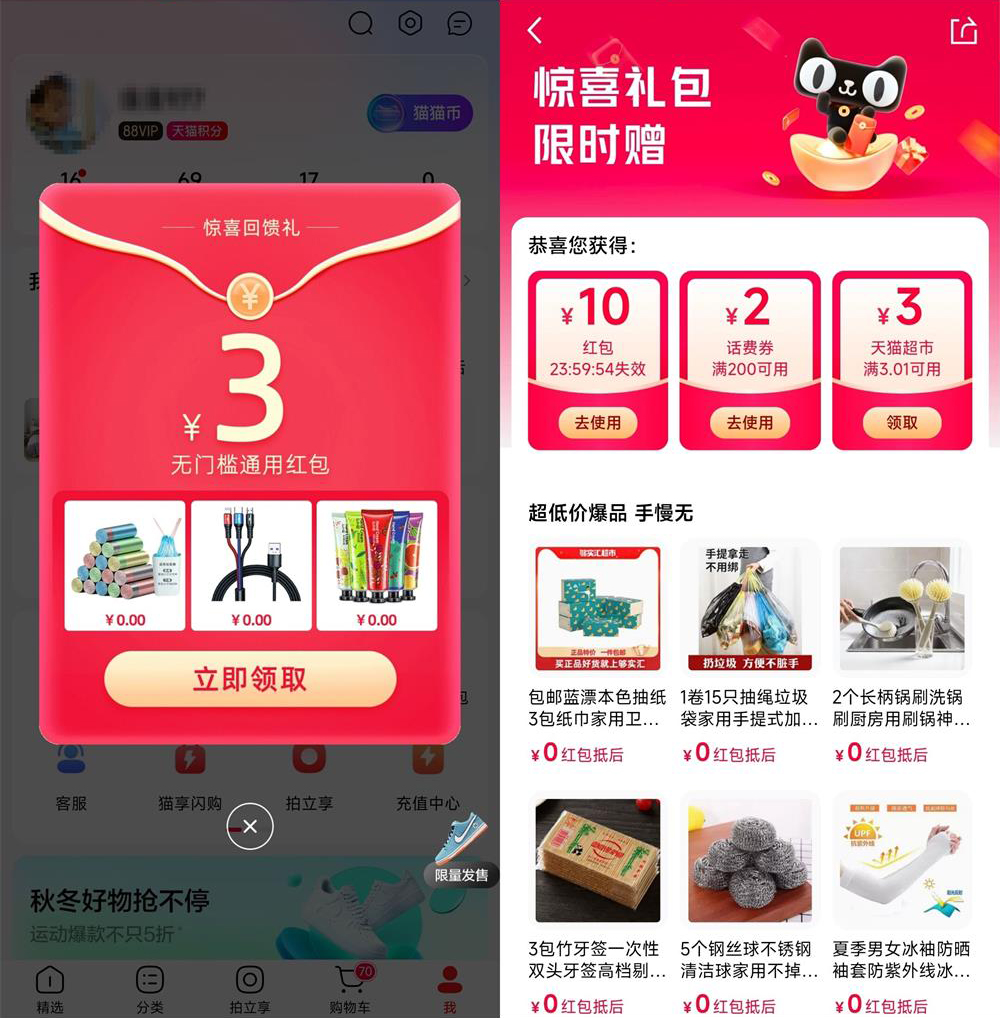 88VIP
天猫积分
猫猫币
16
69
17
0
惊喜回馈礼
¥
¥3
无门槛通用红包
¥0.00
¥0.00
¥0.00
立即领取
客服
猫享闪购
拍立享
充值中心
限量发售
秋冬好物抢不停
运动爆款不只5折
精选
分类
拍立享
70
购物车
我
惊喜礼包
限时赠
恭喜您获得:
¥10
红包
23:59:54失效
去使用
¥2
话费券
满200可用
去使用
¥3
天猫超市
满3.01可用
领取
超低价爆品 手慢无
够实汇超市
正品特价 一件包邮
买正品好货就上够实汇
手提拿走
不用绑
扔垃圾 方便不脏手
包邮蓝漂本色抽纸
3包纸巾家用卫...
¥0红包抵后
1卷15只抽绳垃圾
袋家用手提式加...
¥0红包抵后
2个长柄锅刷洗锅
刷厨房用刷锅神...
¥0红包抵后
UPF
抗紫外线
3包竹牙签一次性
双头牙签高档剔...
¥0红包抵后
5个钢丝球不锈钢
清洁球家用不掉...
¥0红包抵后
夏季男女冰袖防晒
袖套防紫外线冰...
¥0红包抵后